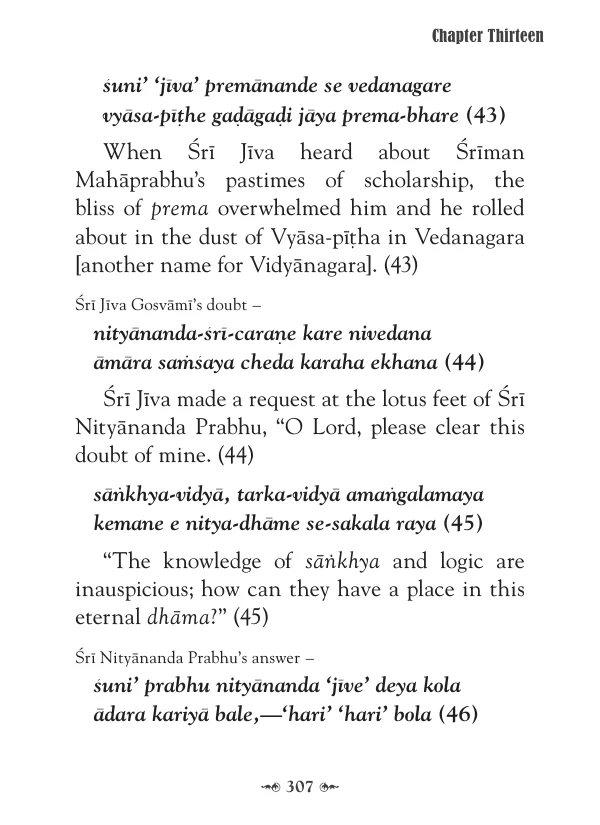 Chapter Thirteen
śuni’ ‘jīva’ premānande se vedanagare
vyāsa-pīṭhe gaḍāgaḍi jāya prema-bhare (43)
When Śrī Jīva heard about Śrīman
Mahāprabhu’s pastimes of scholarship, the
bliss of prema overwhelmed him and he rolled
about in the dust of Vyāsa-pīṭha in Vedanagara
[another name for Vidyānagara]. (43)
Śrī Jīva Gosvāmī’s doubt –
nityānanda-śrī-caraṇe kare nivedana
āmāra saṁśaya cheda karaha ekhana (44)
Śrī Jīva made a request at the lotus feet of Śrī
Nityānanda Prabhu, “O Lord, please clear this
doubt of mine. (44)
sāṅkhya-vidyā, tarka-vidyā amaṅgalamaya
kemane e nitya-dhāme se-sakala raya (45)
“The knowledge of sāṅkhya and logic are
inauspicious; how can they have a place in this
eternal dhāma?” (45)
Śrī Nityānanda Prabhu’s answer –
śuni’ prabhu nityānanda ‘jīve’ deya kola
ādara kariyā bale,—‘hari’ ‘hari’ bola (46)
307